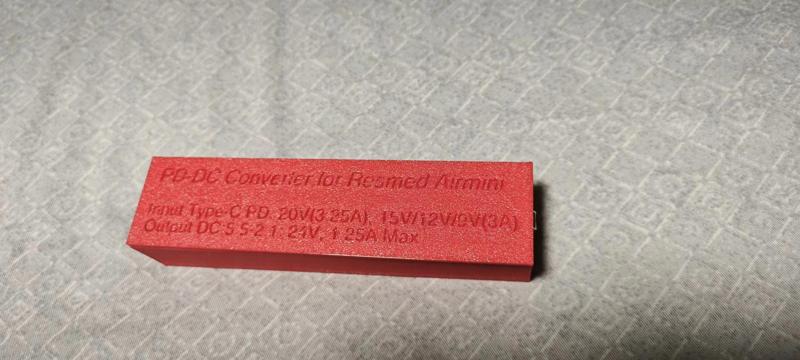 PD-DC Converter for Resmed Airmini
Input Type-C PD, 20V(3.25A), 15V/12V/9V(3A)
Output DC 5.5-2.1, 24V, 1.25A Max